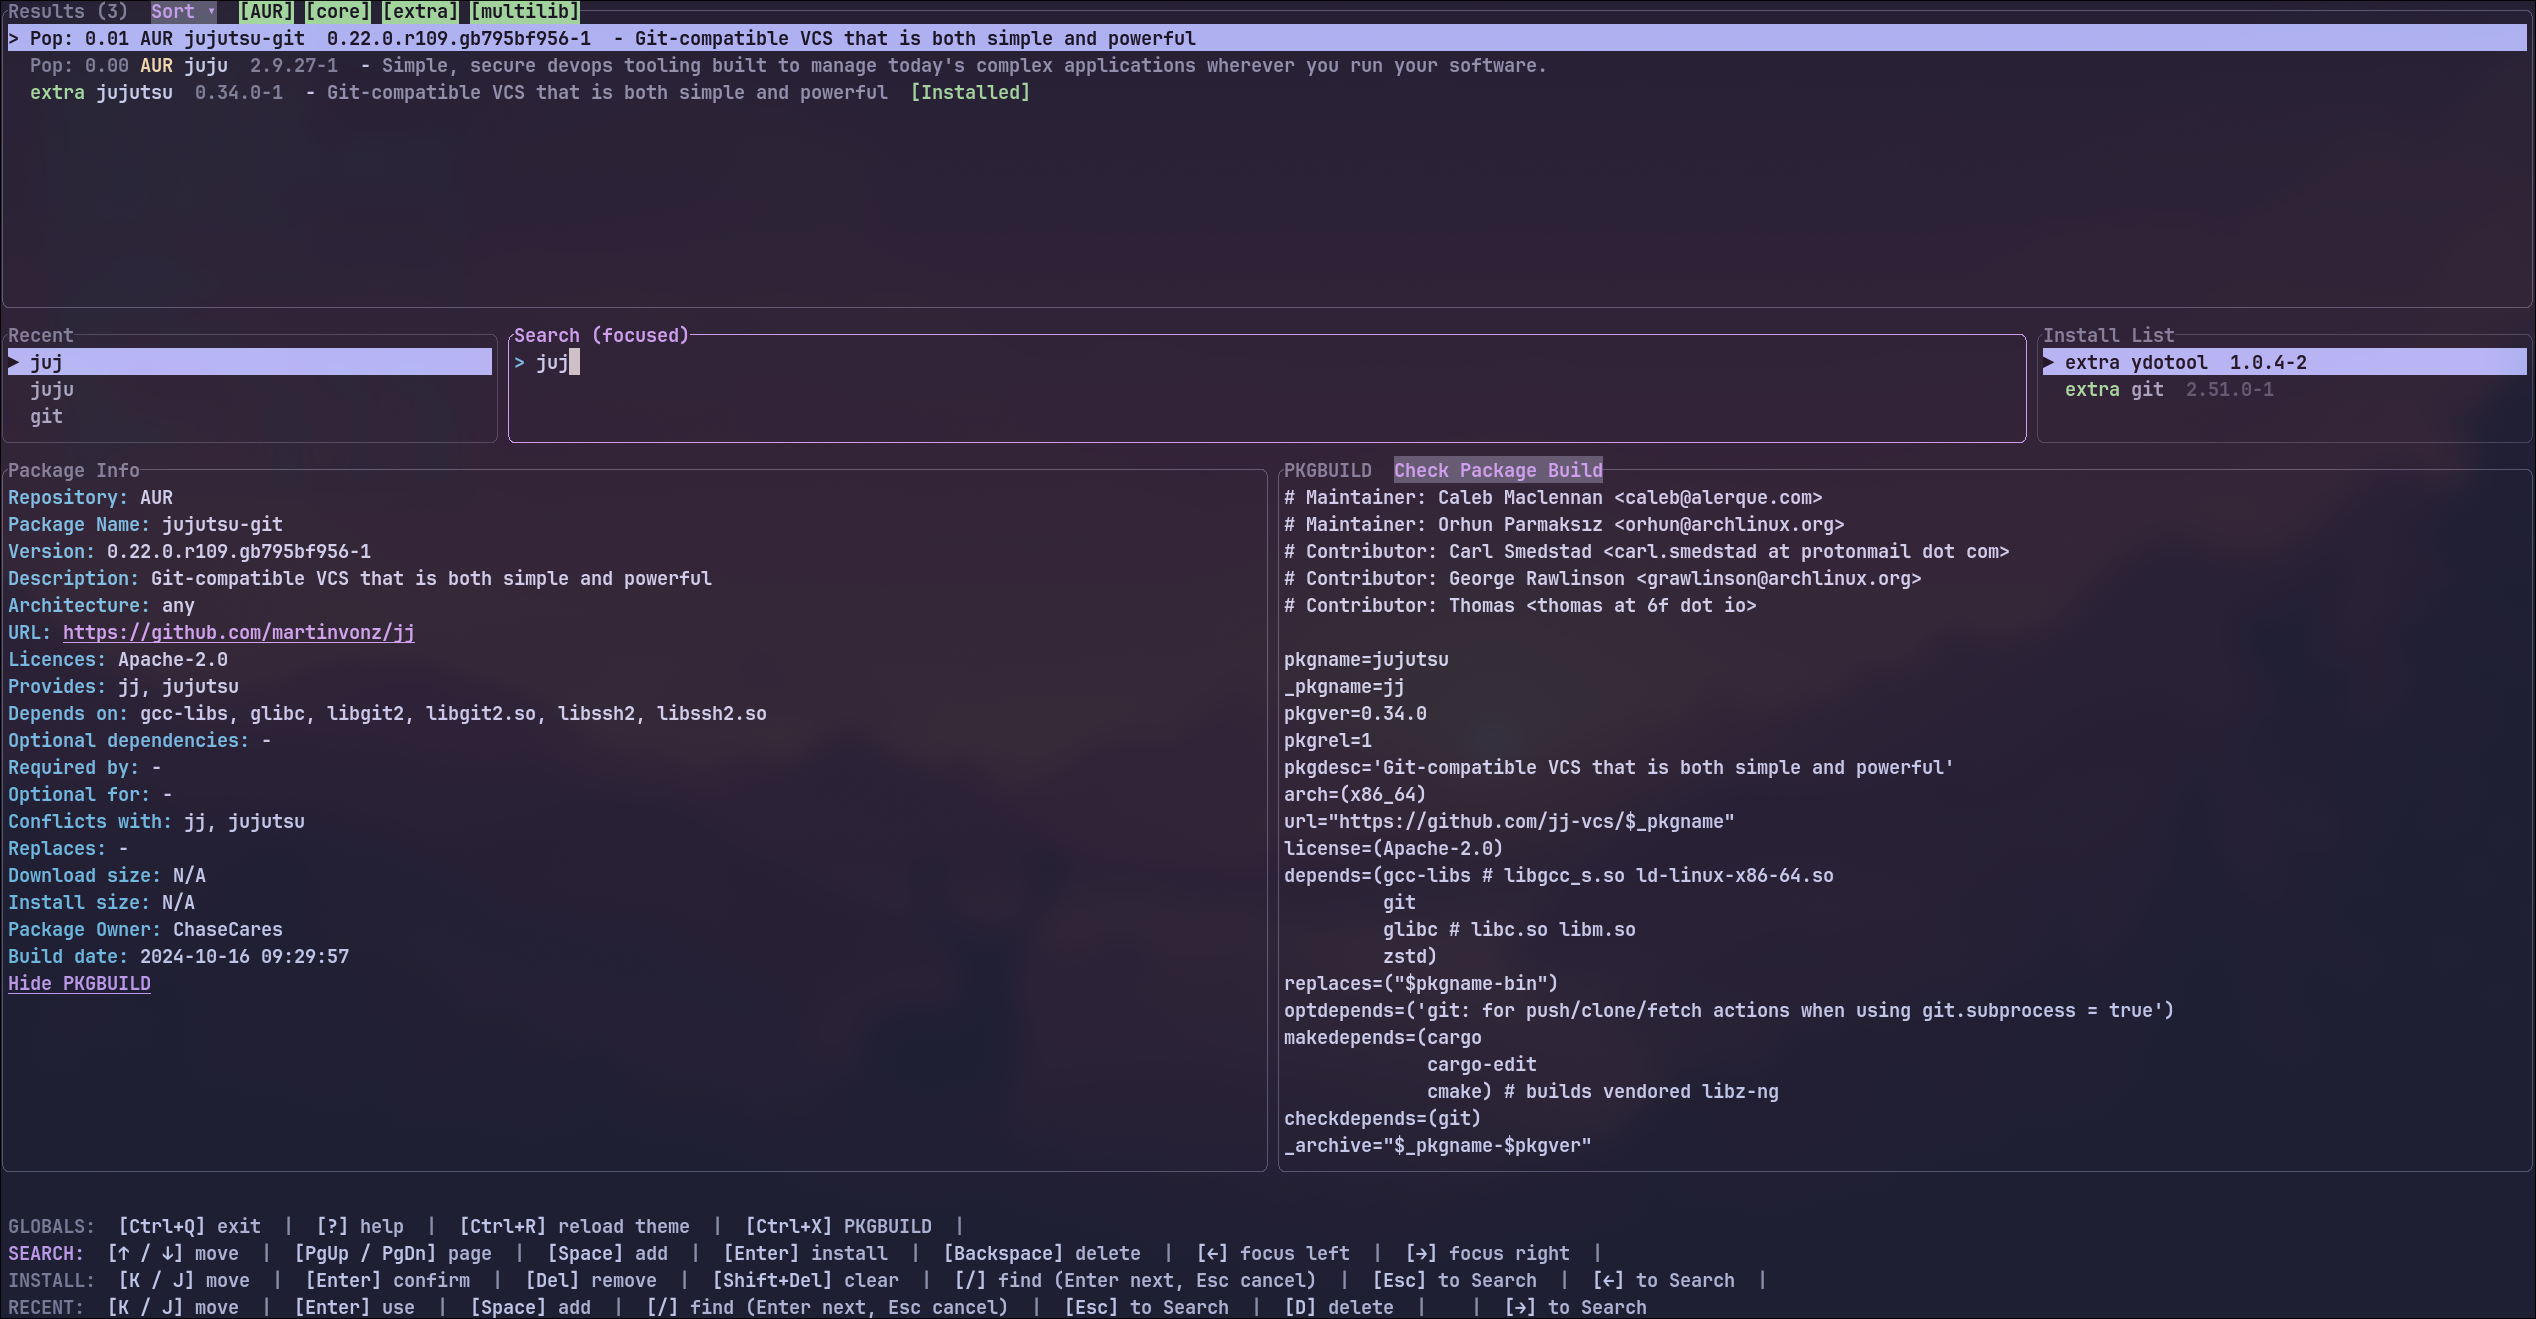 Results (3)  Sort ▾  [AUR] [core] [extra] [multilib]
> Pop: 0.01 AUR jujutsu-git  0.22.0.r109.gb795bf956-1  - Git-compatible VCS that is both simple and powerful
Pop: 0.00 AUR juju  2.9.27-1  - Simple, secure devops tooling built to manage today's complex applications wherever you run your software.
extra jujutsu  0.34.0-1  - Git-compatible VCS that is both simple and powerful  [Installed]
Recent
▶ juj
juju
git
Search (focused)
> juj
Install List
▶ extra ydotool  1.0.4-2
extra git  2.51.0-1
Package Info
Repository: AUR
Package Name: jujutsu-git
Version: 0.22.0.r109.gb795bf956-1
Description: Git-compatible VCS that is both simple and powerful
Architecture: any
URL: https://github.com/martinvonz/jj
Licences: Apache-2.0
Provides: jj, jujutsu
Depends on: gcc-libs, glibc, libgit2, libgit2.so, libssh2, libssh2.so
Optional dependencies: -
Required by: -
Optional for: -
Conflicts with: jj, jujutsu
Replaces: -
Download size: N/A
Install size: N/A
Package Owner: ChaseCares
Build date: 2024-10-16 09:29:57
Hide PKGBUILD
PKGBUILD  Check Package Build
# Maintainer: Caleb Maclennan <caleb@alerque.com>
# Maintainer: Orhun Parmaksız <orhun@archlinux.org>
# Contributor: Carl Smedstad <carl.smedstad at protonmail dot com>
# Contributor: George Rawlinson <grawlinson@archlinux.org>
# Contributor: Thomas <thomas at 6f dot io>
pkgname=jujutsu
_pkgname=jj
pkgver=0.34.0
pkgrel=1
pkgdesc='Git-compatible VCS that is both simple and powerful'
arch=(x86_64)
url="https://github.com/jj-vcs/$_pkgname"
license=(Apache-2.0)
depends=(gcc-libs # libgcc_s.so ld-linux-x86-64.so
git
glibc # libc.so libm.so
zstd)
replaces=("$pkgname-bin")
optdepends=('git: for push/clone/fetch actions when using git.subprocess = true')
makedepends=(cargo
cargo-edit
cmake) # builds vendored libz-ng
checkdepends=(git)
_archive="$_pkgname-$pkgver"
GLOBALS:  [Ctrl+Q] exit  |  [?] help  |  [Ctrl+R] reload theme  |  [Ctrl+X] PKGBUILD  |
SEARCH:  [↑ / ↓] move  |  [PgUp / PgDn] page  |  [Space] add  |  [Enter] install  |  [Backspace] delete  |  [←] focus left  |  [→] focus right  |
INSTALL:  [K / J] move  |  [Enter] confirm  |  [Del] remove  |  [Shift+Del] clear  |  [/] find (Enter next, Esc cancel)  |  [Esc] to Search  |  [←] to Search  |
RECENT:  [K / J] move  |  [Enter] use  |  [Space] add  |  [/] find (Enter next, Esc cancel)  |  [Esc] to Search  |  [D] delete  |    |  [→] to Search